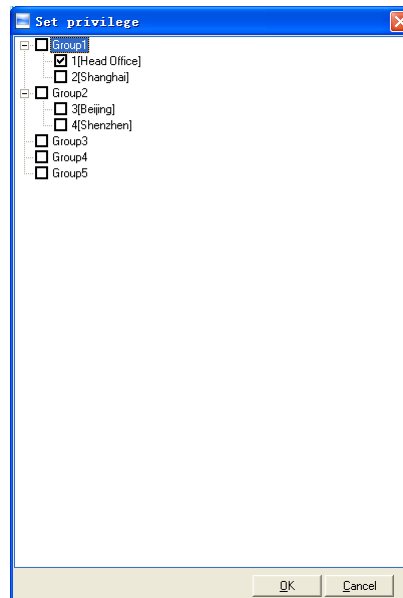 Set privilege
Group1
1[Head Office]
2[Shanghai]
Group2
3[Beijing]
4[Shenzhen]
Group3
Group4
Group5
OK
Cancel